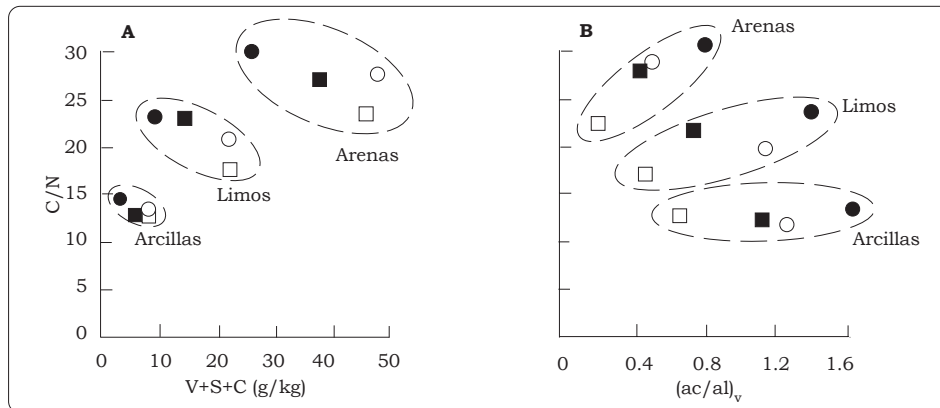 A
30
25
20
15
10
5
0
C/N
Arenas
Limos
Arcillas
0 10 20 30 40 50
V+S+C (g/kg)
B
Arenas
Limos
Arcillas
0 0.4 0.8 1.2 1.6
(ac/al)v